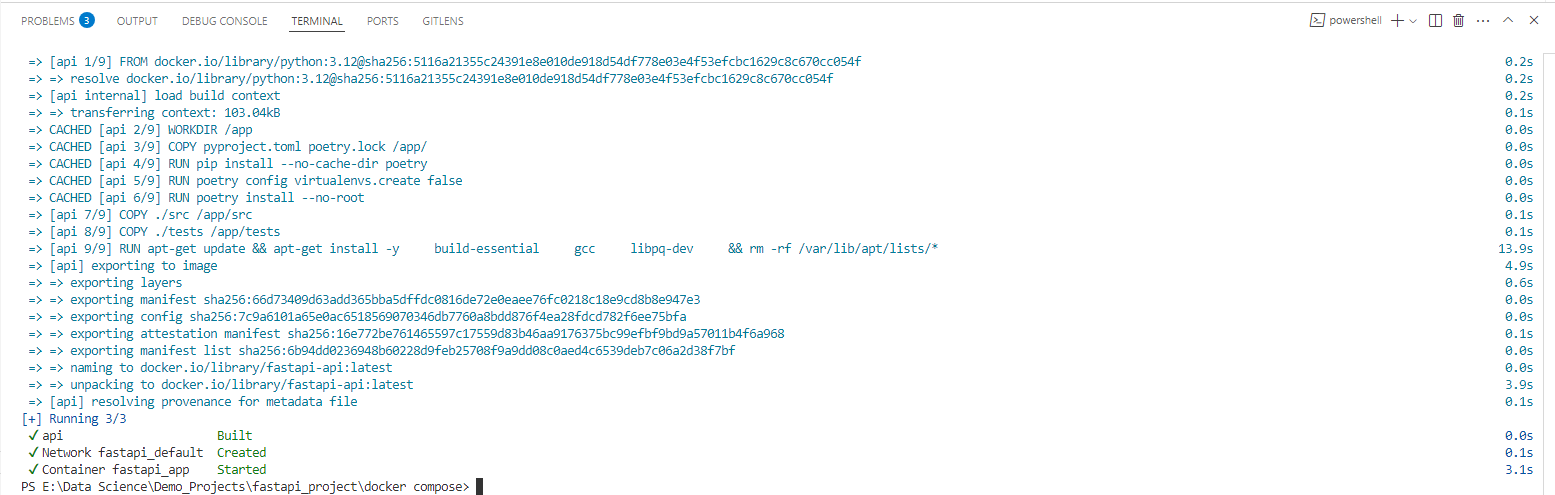 PROBLEMS 3 OUTPUT DEBUG CONSOLE TERMINAL PORTS GITLENS powershell
=> [api 1/9] FROM docker.io/library/python:3.12@sha256:5116a21355c24391e8e010de918d54df778e03e4f53efcbc1629c8c670cc054f 0.2s
=> => resolve docker.io/library/python:3.12@sha256:5116a21355c24391e8e010de918d54df778e03e4f53efcbc1629c8c670cc054f 0.2s
=> [api internal] load build context 0.2s
=> => transferring context: 103.04kB 0.1s
=> CACHED [api 2/9] WORKDIR /app 0.0s
=> CACHED [api 3/9] COPY pyproject.toml poetry.lock /app/ 0.0s
=> CACHED [api 4/9] RUN pip install --no-cache-dir poetry 0.0s
=> CACHED [api 5/9] RUN poetry config virtualenvs.create false 0.0s
=> CACHED [api 6/9] RUN poetry install --no-root 0.0s
=> [api 7/9] COPY ./src /app/src 0.1s
=> [api 8/9] COPY ./tests /app/tests 0.1s
=> [api 9/9] RUN apt-get update && apt-get install -y     build-essential     gcc     libpq-dev     && rm -rf /var/lib/apt/lists/* 13.9s
=> [api] exporting to image 4.9s
=> => exporting layers 0.6s
=> => exporting manifest sha256:66d73409d63add365bba5dffdc0816de72e0eaee76fc0218c18e9cd8b8e947e3 0.0s
=> => exporting config sha256:7c9a6101a65e0ac6518569070346db7760a8bdd876f4ea28fdcd782f6ee75bfa 0.0s
=> => exporting attestation manifest sha256:16e772be761465597c17559d83b46aa9176375bc99efbf9bd9a57011b4f6a968 0.1s
=> => exporting manifest list sha256:6b94dd0236948b60228d9feb25708f9a9dd08c0aed4c6539deb7c06a2d38f7bf 0.0s
=> => naming to docker.io/library/fastapi-api:latest 0.0s
=> => unpacking to docker.io/library/fastapi-api:latest 3.9s
=> [api] resolving provenance for metadata file 0.1s
[+] Running 3/3
✓ api Built 0.0s
✓ Network fastapi_default Created 0.1s
✓ Container fastapi_app Started 3.1s
PS E:\Data Science\Demo_Projects\fastapi_project\docker compose>